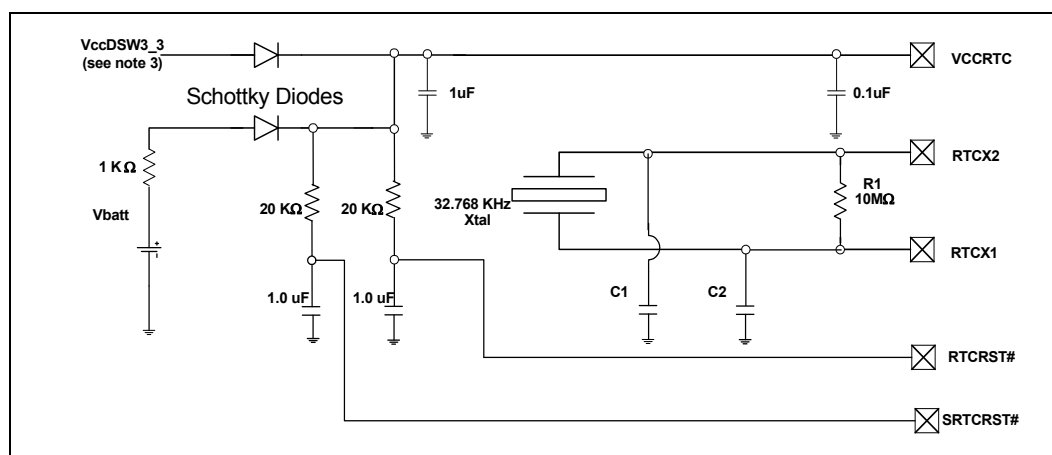 VccDSW3_3
(see note 3)
VCCRTC
Schottky Diodes
1uF
0.1uF
1 KΩ
RTCX2
R1
10MΩ
20 KΩ
20 KΩ
32.768 KHz
Xtal
Vbatt
RTCX1
1.0 uF
1.0 uF
C1
C2
RTCRST#
SRTCRST#